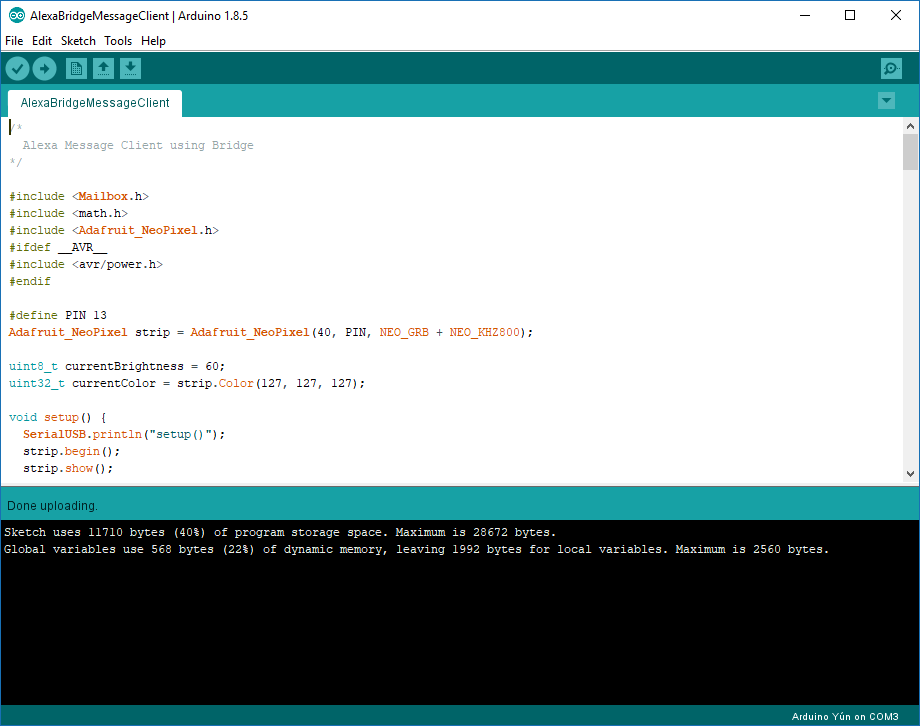 AlexaBridgeMessageClient | Arduino 1.8.5
File Edit Sketch Tools Help
AlexaBridgeMessageClient
/*
  Alexa Message Client using Bridge
*/
#include <Mailbox.h>
#include <math.h>
#include <Adafruit_NeoPixel.h>
#ifdef __AVR__
#include <avr/power.h>
#endif
#define PIN 13
Adafruit_NeoPixel strip = Adafruit_NeoPixel(40, PIN, NEO_GRB + NEO_KHZ800);
uint8_t currentBrightness = 60;
uint32_t currentColor = strip.Color(127, 127, 127);
void setup() {
  SerialUSB.println("setup()");
  strip.begin();
  strip.show();
Done uploading.
Sketch uses 11710 bytes (40%) of program storage space. Maximum is 28672 bytes.
Global variables use 568 bytes (22%) of dynamic memory, leaving 1992 bytes for local variables. Maximum is 2560 bytes.
Arduino Yún on COM3